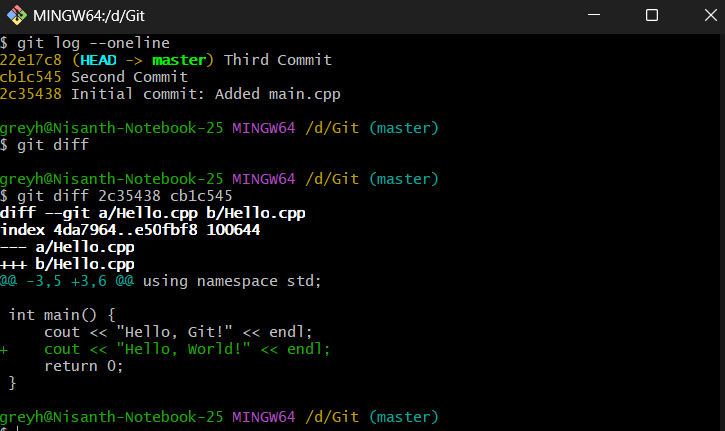 MINGW64:/d/Git
$ git log --oneline
22e17c8 (HEAD -> master) Third Commit
cb1c545 Second Commit
2c35438 Initial commit: Added main.cpp
greyh@Nisanth-Notebook-25 MINGW64 /d/Git (master)
$ git diff
greyh@Nisanth-Notebook-25 MINGW64 /d/Git (master)
$ git diff 2c35438 cb1c545
diff --git a/Hello.cpp b/Hello.cpp
index 4da7964..e50fbf8 100644
--- a/Hello.cpp
+++ b/Hello.cpp
@@ -3,5 +3,6 @@ using namespace std;
 int main() {
     cout << "Hello, Git!" << endl;
+    cout << "Hello, World!" << endl;
     return 0;
 }
greyh@Nisanth-Notebook-25 MINGW64 /d/Git (master)
$